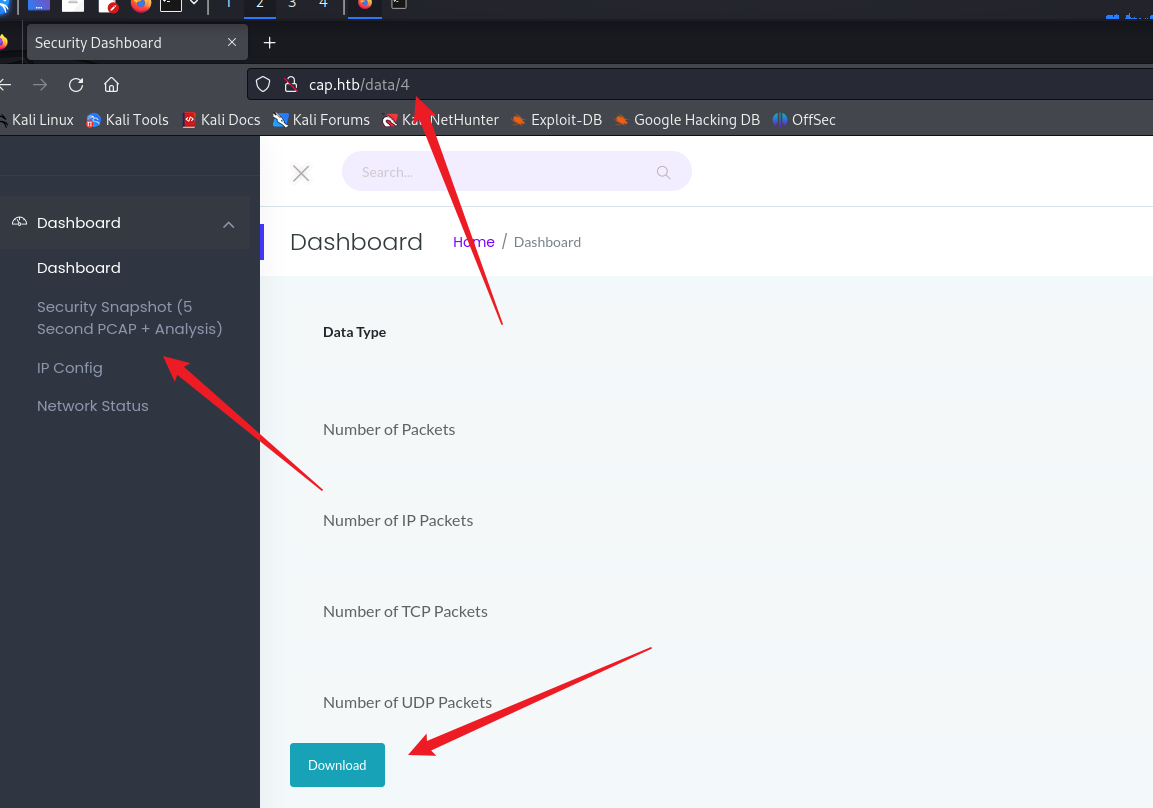 1 2 3 4
Security Dashboard
cap.htb/data/4
Kali Linux Kali Tools Kali Docs Kali Forums Kali NetHunter Exploit-DB Google Hacking DB OffSec
Search...
Dashboard
Dashboard Home / Dashboard
Dashboard
Security Snapshot (5
Second PCAP + Analysis)
IP Config
Network Status
Data Type
Number of Packets
Number of IP Packets
Number of TCP Packets
Number of UDP Packets
Download